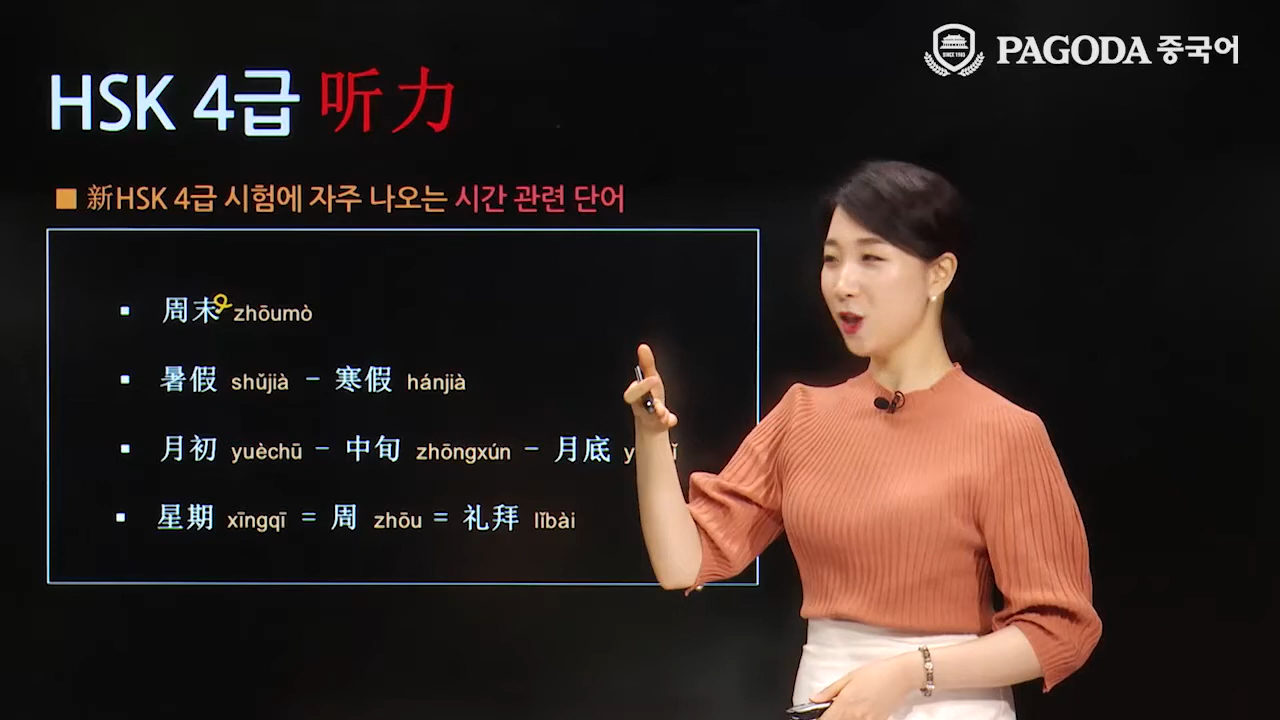 SINCE 1983
PAGODA 중국어
HSK 4급 听力
■ 新HSK 4급 시험에 자주 나오는 시간 관련 단어
▪ 周末 zhōumò
▪ 暑假 shǔjià - 寒假 hánjià
▪ 月初 yuèchū - 中旬 zhōngxún - 月底
▪ 星期 xīngqī = 周 zhōu = 礼拜 lǐbài